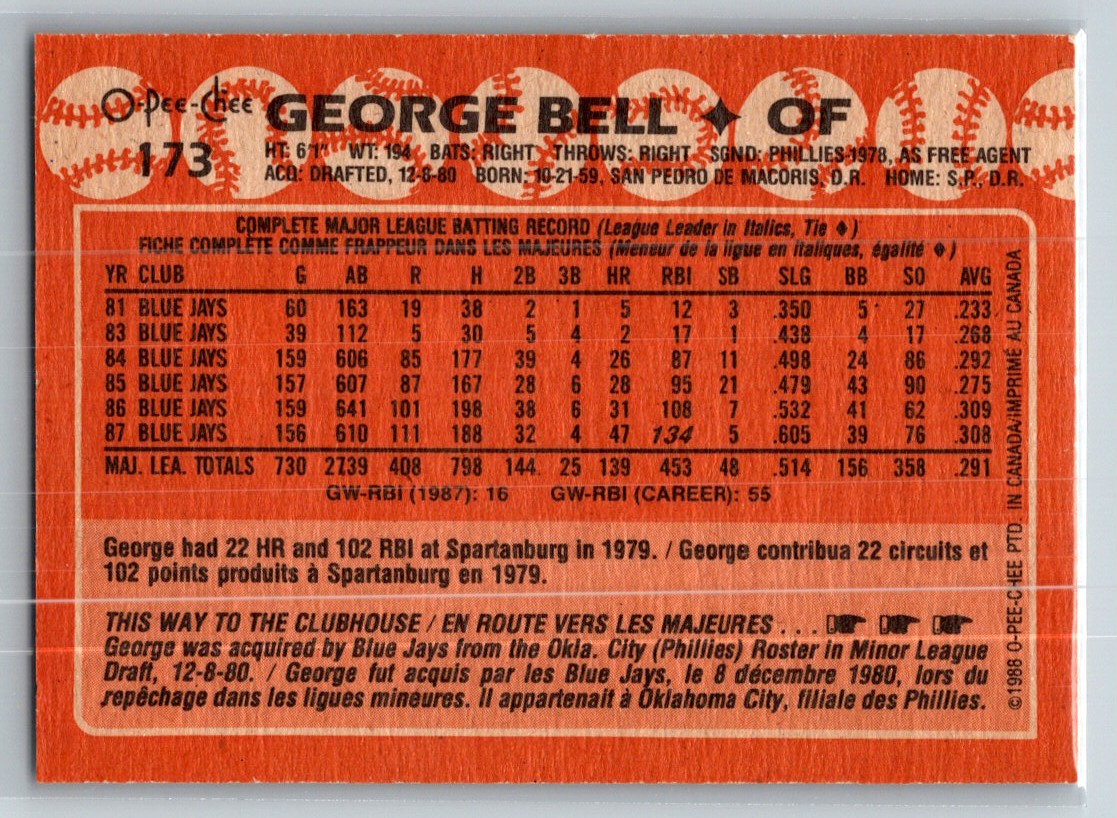 O-Pee-Chee
173
GEORGE BELL ✦ OF
HT: 6'1" WT: 194 BATS: RIGHT THROWS: RIGHT SGND: PHILLIES-1978, AS FREE AGENT
ACQ: DRAFTED, 12-8-80 BORN: 10-21-59, SAN PEDRO DE MACORIS, D.R. HOME: S.P., D.R.
COMPLETE MAJOR LEAGUE BATTING RECORD (League Leader in Italics, Tie ♦)
FICHE COMPLÈTE COMME FRAPPEUR DANS LES MAJEURES (Meneur de la ligue en italiques, égalité ♦)
YR CLUB G AB R H 2B 3B HR RBI SB SLG BB SO AVG
81 BLUE JAYS 60 163 19 38 2 1 5 12 3 .350 5 27 .233
83 BLUE JAYS 39 112 5 30 5 4 2 17 1 .438 4 17 .268
84 BLUE JAYS 159 606 85 177 39 4 26 87 11 .498 24 86 .292
85 BLUE JAYS 157 607 87 167 28 6 28 95 21 .479 43 90 .275
86 BLUE JAYS 159 641 101 198 38 6 31 108 7 .532 41 62 .309
87 BLUE JAYS 156 610 111 188 32 4 47 134 5 .605 39 76 .308
MAJ. LEA. TOTALS 730 2739 408 798 144 25 139 453 48 .514 156 358 .291
GW-RBI (1987): 16 GW-RBI (CAREER): 55
George had 22 HR and 102 RBI at Spartanburg in 1979. / George contribua 22 circuits et
102 points produits à Spartanburg en 1979.
THIS WAY TO THE CLUBHOUSE / EN ROUTE VERS LES MAJEURES . . .
George was acquired by Blue Jays from the Okla. City (Phillies) Roster in Minor League
Draft, 12-8-80. / George fut acquis par les Blue Jays, le 8 décembre 1980, lors du
repêchage dans les ligues mineures. Il appartenait à Oklahoma City, filiale des Phillies.
©1988 O-PEE-CHEE PTD. IN CANADA/IMPRIMÉ AU CANADA